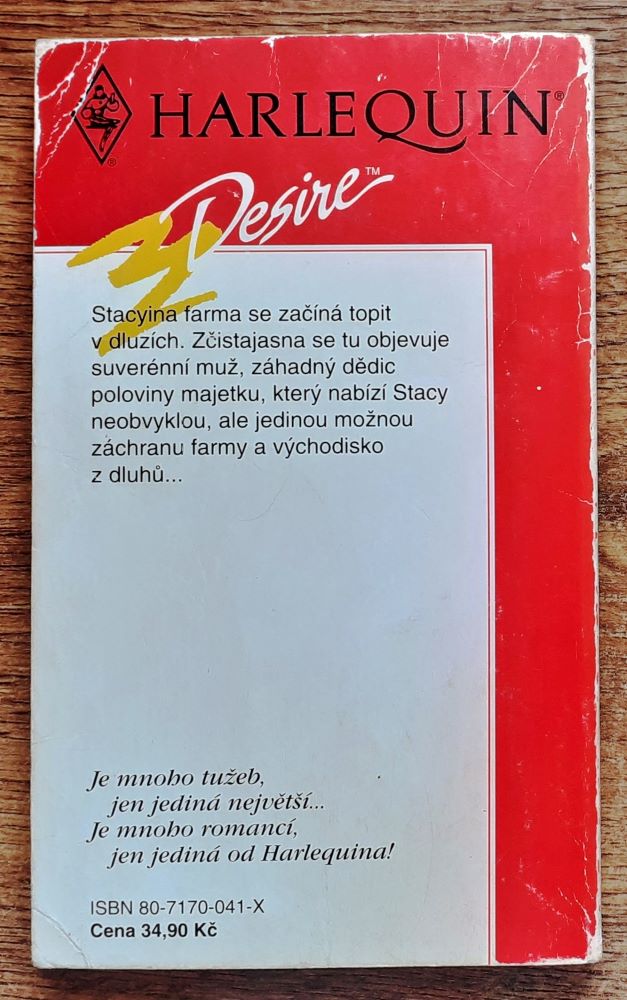 HARLEQUIN®
®
Desire™
Stacyina farma se začíná topit
v dluzích. Zčistajasna se tu objevuje
suverénní muž, záhadný dědic
poloviny majetku, který nabízí Stacy
neobvyklou, ale jedinou možnou
záchranu farmy a východisko
z dluhů...
Je mnoho tužeb,
jen jediná největší...
Je mnoho romancí,
jen jediná od Harlequina!
ISBN 80-7170-041-X
Cena 34,90 Kč